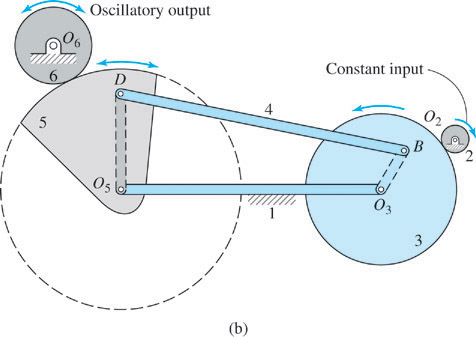 Oscillatory output
O6
6
D
Constant input
4
O2
5
B
2
O5
O3
1
3
(b)